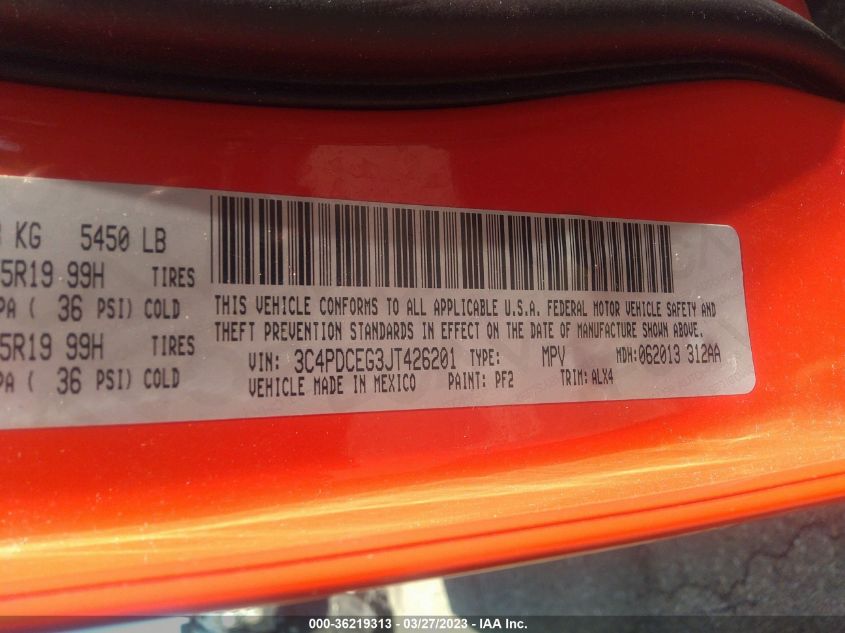 KG 5450 LB
5R19 99H TIRES
PA ( 36 PSI) COLD
5R19 99H TIRES
PA ( 36 PSI) COLD
THIS VEHICLE CONFORMS TO ALL APPLICABLE U.S.A. FEDERAL MOTOR VEHICLE SAFETY AND
THEFT PREVENTION STANDARDS IN EFFECT ON THE DATE OF MANUFACTURE SHOWN ABOVE.
VIN: 3C4PDCEG3JT426201 TYPE: MPV MDH: 062013 312AA
VEHICLE MADE IN MEXICO PAINT: PF2 TRIM: ALX4
000-36219313 - 03/27/2023 - IAA Inc.